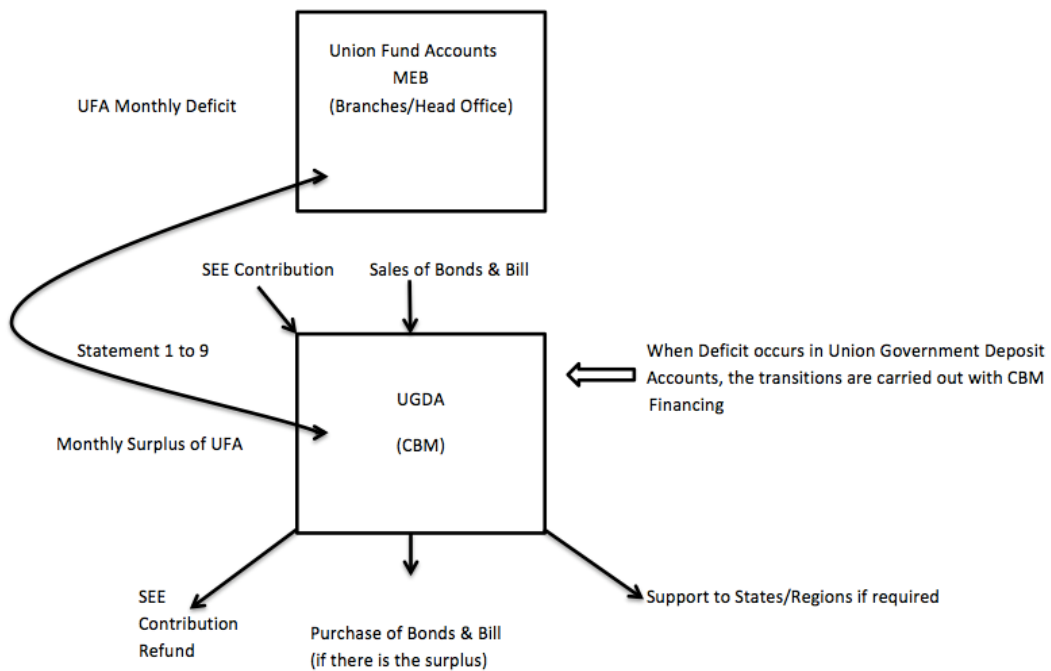 Union Fund Accounts
MEB
(Branches/Head Office)
UFA Monthly Deficit
SEE Contribution
Sales of Bonds & Bill
Statement 1 to 9
When Deficit occurs in Union Government Deposit
Accounts, the transitions are carried out with CBM
Financing
UGDA
(CBM)
Monthly Surplus of UFA
SEE
Contribution
Refund
Purchase of Bonds & Bill
(if there is the surplus)
Support to States/Regions if required